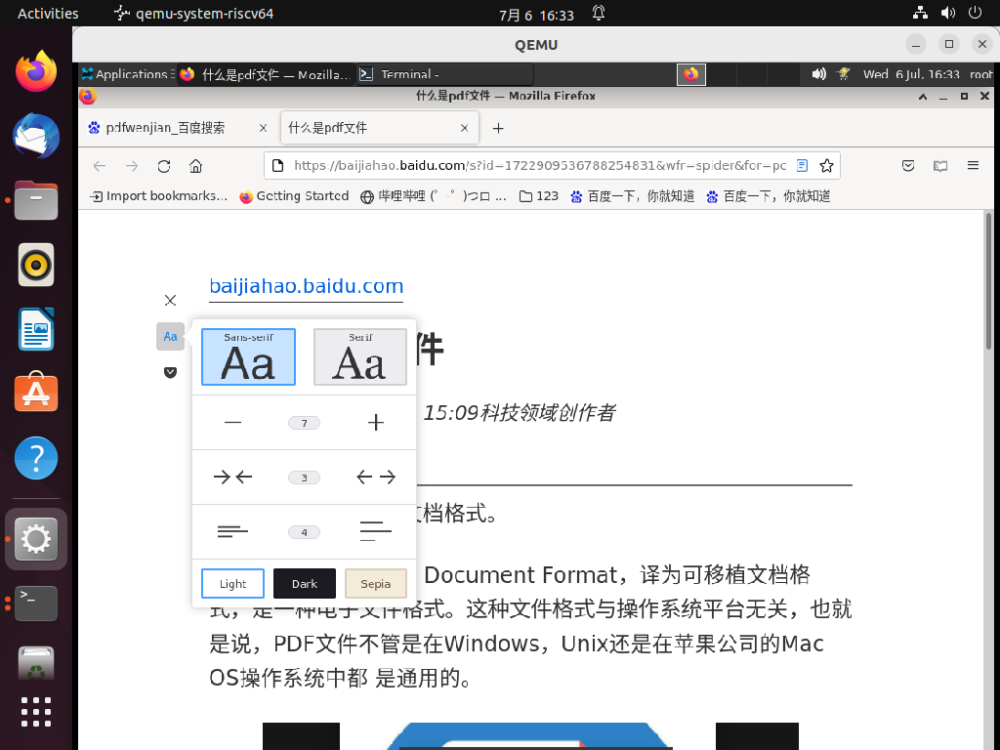 Activities
qemu-system-riscv64
7月 6 16:33
QEMU
Applications
什么是pdf文件 — Mozilla...
Terminal -
Wed 6 Jul, 16:33
root
什么是pdf文件 — Mozilla Firefox
pdfwenjian_百度搜索
什么是pdf文件
https://baijiahao.baidu.com/s?id=1722909536788254831&wfr=spider&for=pc
Import bookmarks...
Getting Started
哔哩哔哩 (゜-゜)つロ ...
123
百度一下，你就知道
百度一下，你就知道
baijiahao.baidu.com
件
15:09科技领域创作者
Aa
Sans-serif
Aa
Serif
Aa
7
3
4
Light
Dark
Sepia
文档格式。
Document Format，译为可移植文档格
式，是一种电子文件格式。这种文件格式与操作系统平台无关，也就
是说，PDF文件不管是在Windows，Unix还是在苹果公司的Mac
OS操作系统中都 是通用的。